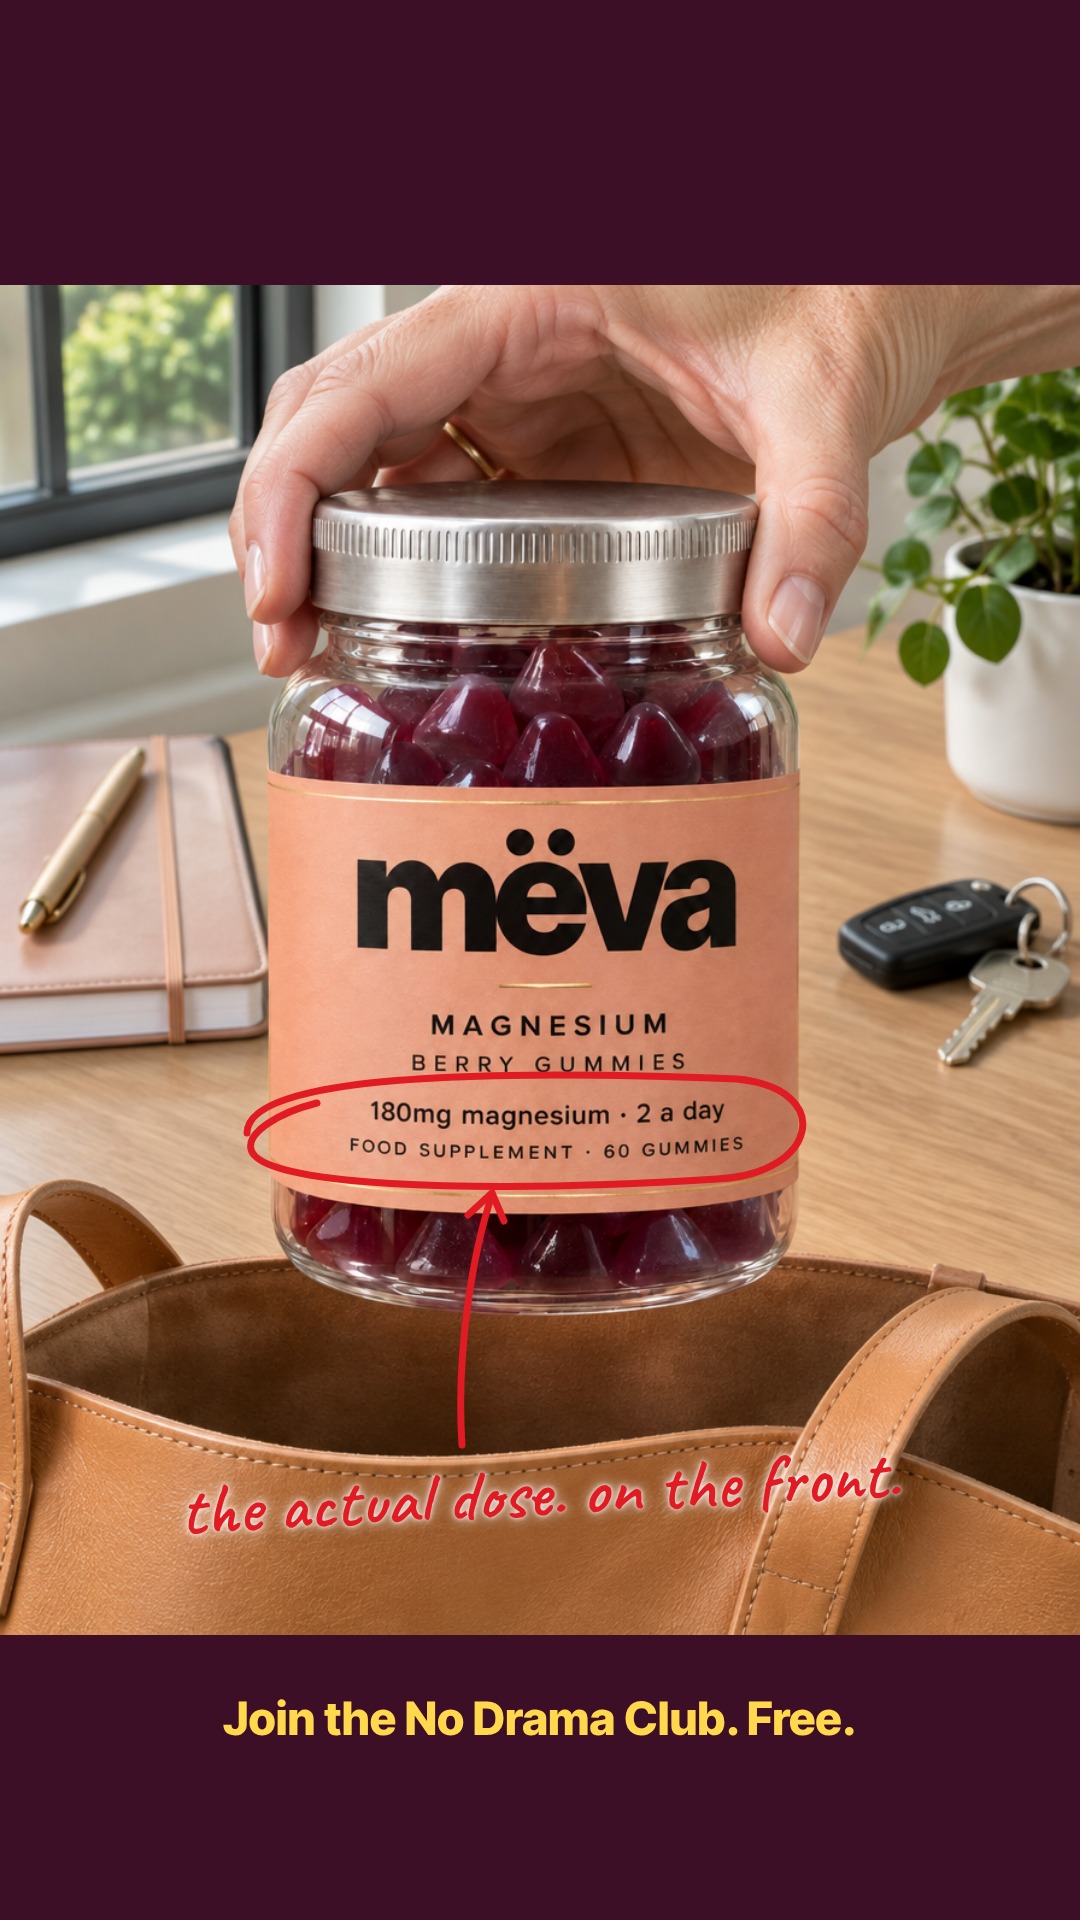 mëva
MAGNESIUM
BERRY GUMMIES
180mg magnesium · 2 a day
FOOD SUPPLEMENT · 60 GUMMIES
the actual dose. on the front.
Join the No Drama Club. Free.